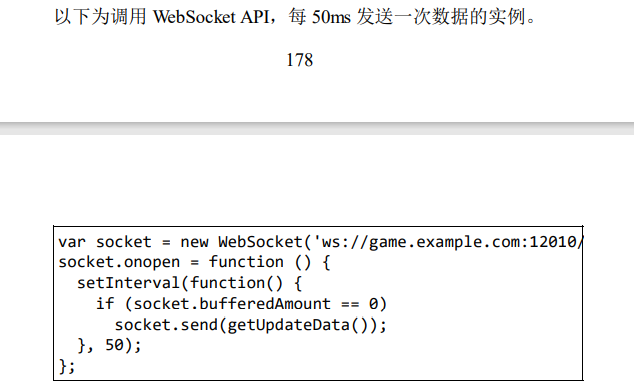 以下为调用 WebSocket API，每 50ms 发送一次数据的实例。
178
var socket = new WebSocket('ws://game.example.com:12010/
socket.onopen = function () {
  setInterval(function() {
    if (socket.bufferedAmount == 0)
      socket.send(getUpdateData());
  }, 50);
};